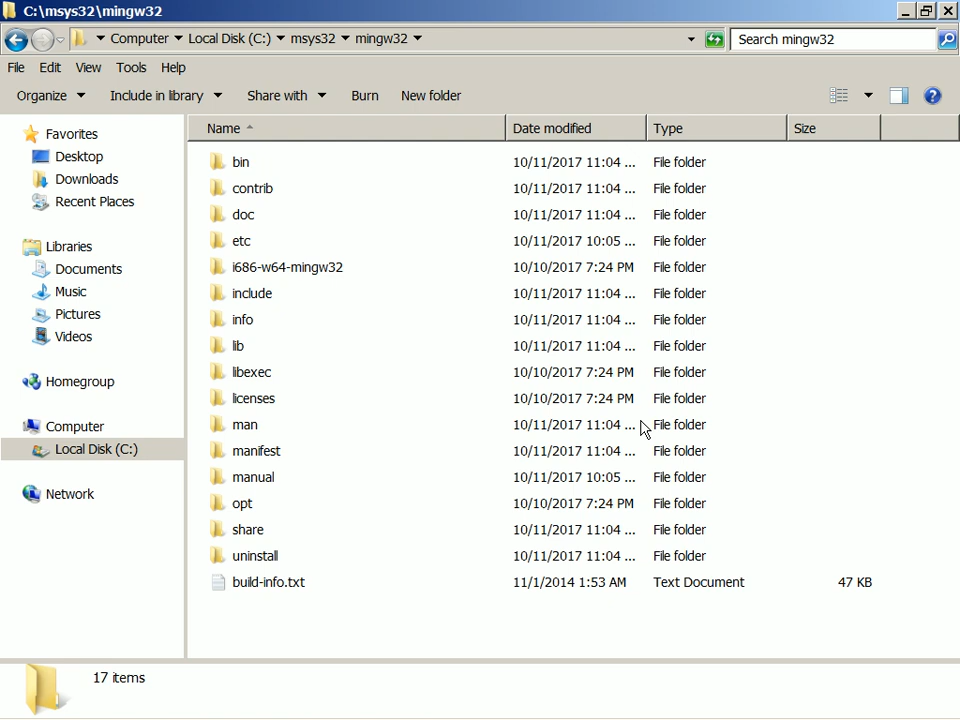 C:\msys32\mingw32
Computer Local Disk (C:) msys32 mingw32 Search mingw32
File Edit View Tools Help
Organize Include in library Share with Burn New folder
Favorites
Desktop
Downloads
Recent Places
Libraries
Documents
Music
Pictures
Videos
Homegroup
Computer
Local Disk (C:)
Network
Name Date modified Type Size
bin 10/11/2017 11:04 ... File folder
contrib 10/11/2017 11:04 ... File folder
doc 10/11/2017 11:04 ... File folder
etc 10/11/2017 10:05 ... File folder
i686-w64-mingw32 10/10/2017 7:24 PM File folder
include 10/11/2017 11:04 ... File folder
info 10/11/2017 11:04 ... File folder
lib 10/11/2017 11:04 ... File folder
libexec 10/10/2017 7:24 PM File folder
licenses 10/10/2017 7:24 PM File folder
man 10/11/2017 11:04 ... File folder
manifest 10/11/2017 11:04 ... File folder
manual 10/11/2017 10:05 ... File folder
opt 10/10/2017 7:24 PM File folder
share 10/11/2017 11:04 ... File folder
uninstall 10/11/2017 11:04 ... File folder
build-info.txt 11/1/2014 1:53 AM Text Document 47 KB
17 items